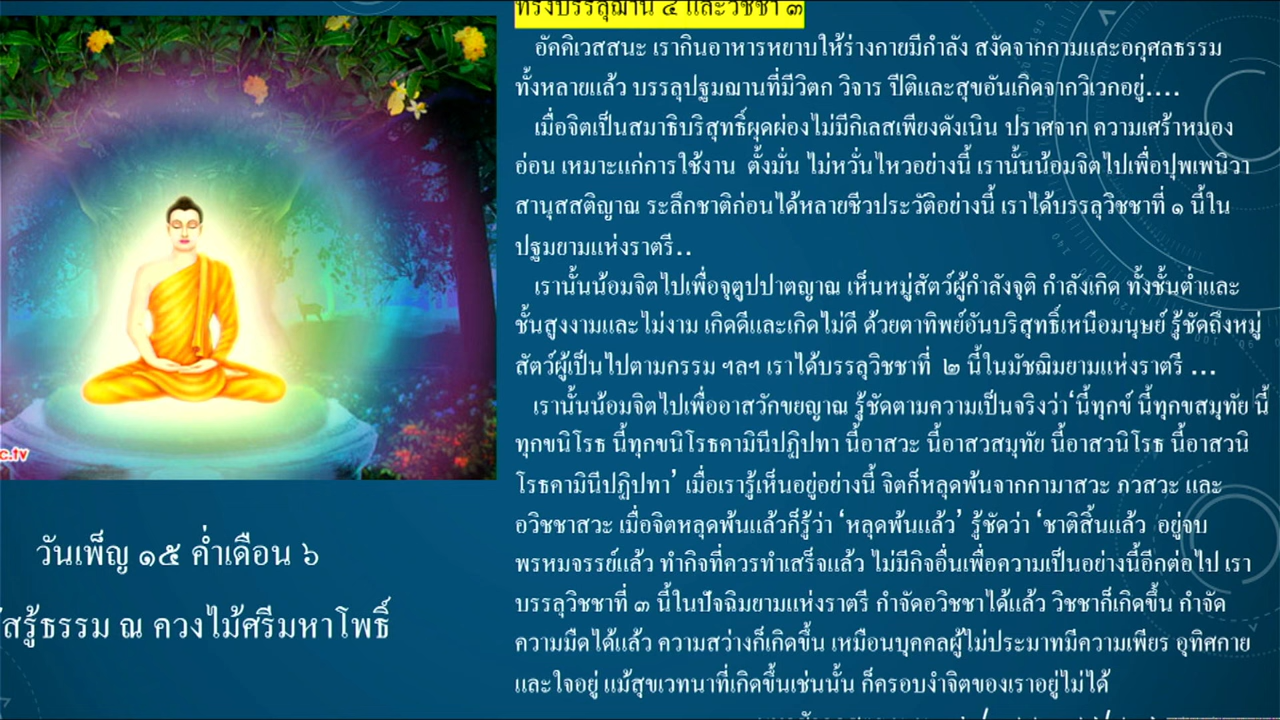 ทรงบรรลุฌาน ๔ และวิชชา ๓
อัคคิเวสสนะ เรากินอาหารหยาบให้ร่างกายมีกำลัง สงัดจากกามและอกุศลธรรม
ทั้งหลายแล้ว บรรลุปฐมฌานที่มีวิตก วิจาร ปีติและสุขอันเกิดจากวิเวกอยู่....
เมื่อจิตเป็นสมาธิบริสุทธิ์ผุดผ่องไม่มีกิเลสเพียงดังเนิน ปราศจาก ความเศร้าหมอง
อ่อน เหมาะแก่การใช้งาน ตั้งมั่น ไม่หวั่นไหวอย่างนี้ เรานั้นน้อมจิตไปเพื่อปุพเพนิวา
สานุสสติญาณ ระลึกชาติก่อนได้หลายชีวประวัติอย่างนี้ เราได้บรรลุวิชชาที่ ๑ นี้ใน
ปฐมยามแห่งราตรี..
เรานั้นน้อมจิตไปเพื่อจุตูปปาตญาณ เห็นหมู่สัตว์ผู้กำลังจุติ กำลังเกิด ทั้งชั้นต่ำและ
ชั้นสูงงามและไม่งาม เกิดดีและเกิดไม่ดี ด้วยตาทิพย์อันบริสุทธิ์เหนือมนุษย์ รู้ชัดถึงหมู่
สัตว์ผู้เป็นไปตามกรรม ฯลฯ เราได้บรรลุวิชชาที่ ๒ นี้ในมัชฌิมยามแห่งราตรี ...
เรานั้นน้อมจิตไปเพื่ออาสวักขยญาณ รู้ชัดตามความเป็นจริงว่า‘นี้ทุกข์ นี้ทุกขสมุทัย นี้
ทุกขนิโรธ นี้ทุกขนิโรธคามินีปฏิปทา นี้อาสวะ นี้อาสวสมุทัย นี้อาสวนิโรธ นี้อาสวนิ
โรธคามินีปฏิปทา’ เมื่อเรารู้เห็นอยู่อย่างนี้ จิตก็หลุดพ้นจากกามาสวะ ภวสวะ และ
อวิชชาสวะ เมื่อจิตหลุดพ้นแล้วก็รู้ว่า ‘หลุดพ้นแล้ว’ รู้ชัดว่า ‘ชาติสิ้นแล้ว อยู่จบ
พรหมจรรย์แล้ว ทำกิจที่ควรทำเสร็จแล้ว ไม่มีกิจอื่นเพื่อความเป็นอย่างนี้อีกต่อไป เรา
บรรลุวิชชาที่ ๓ นี้ในปัจฉิมยามแห่งราตรี กำจัดอวิชชาได้แล้ว วิชชาก็เกิดขึ้น กำจัด
ความมืดได้แล้ว ความสว่างก็เกิดขึ้น เหมือนบุคคลผู้ไม่ประมาทมีความเพียร อุทิศกาย
และใจอยู่ แม้สุขเวทนาที่เกิดขึ้นเช่นนั้น ก็ครอบงำจิตของเราอยู่ไม่ได้
c.tv
วันเพ็ญ ๑๕ ค่ำเดือน ๖
สรู้ธรรม ณ ควงไม้ศรีมหาโพธิ์